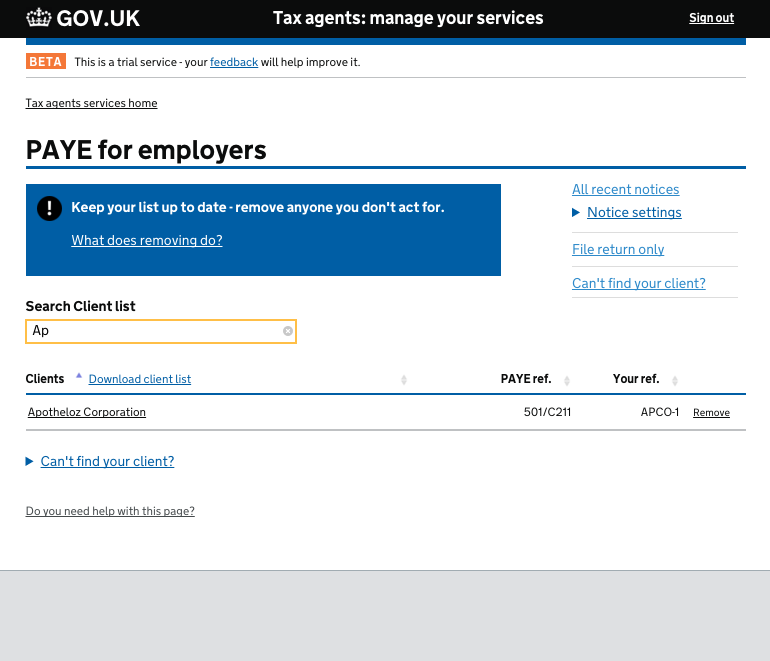 GOV.UK
Tax agents: manage your services
Sign out
BETA This is a trial service - your feedback will help improve it.
Tax agents services home
PAYE for employers
! Keep your list up to date - remove anyone you don't act for.
What does removing do?
All recent notices
Notice settings
File return only
Can't find your client?
Search Client list
Ap
Clients Download client list PAYE ref. Your ref.
Apotheloz Corporation 501/C211 APCO-1 Remove
Can't find your client?
Do you need help with this page?